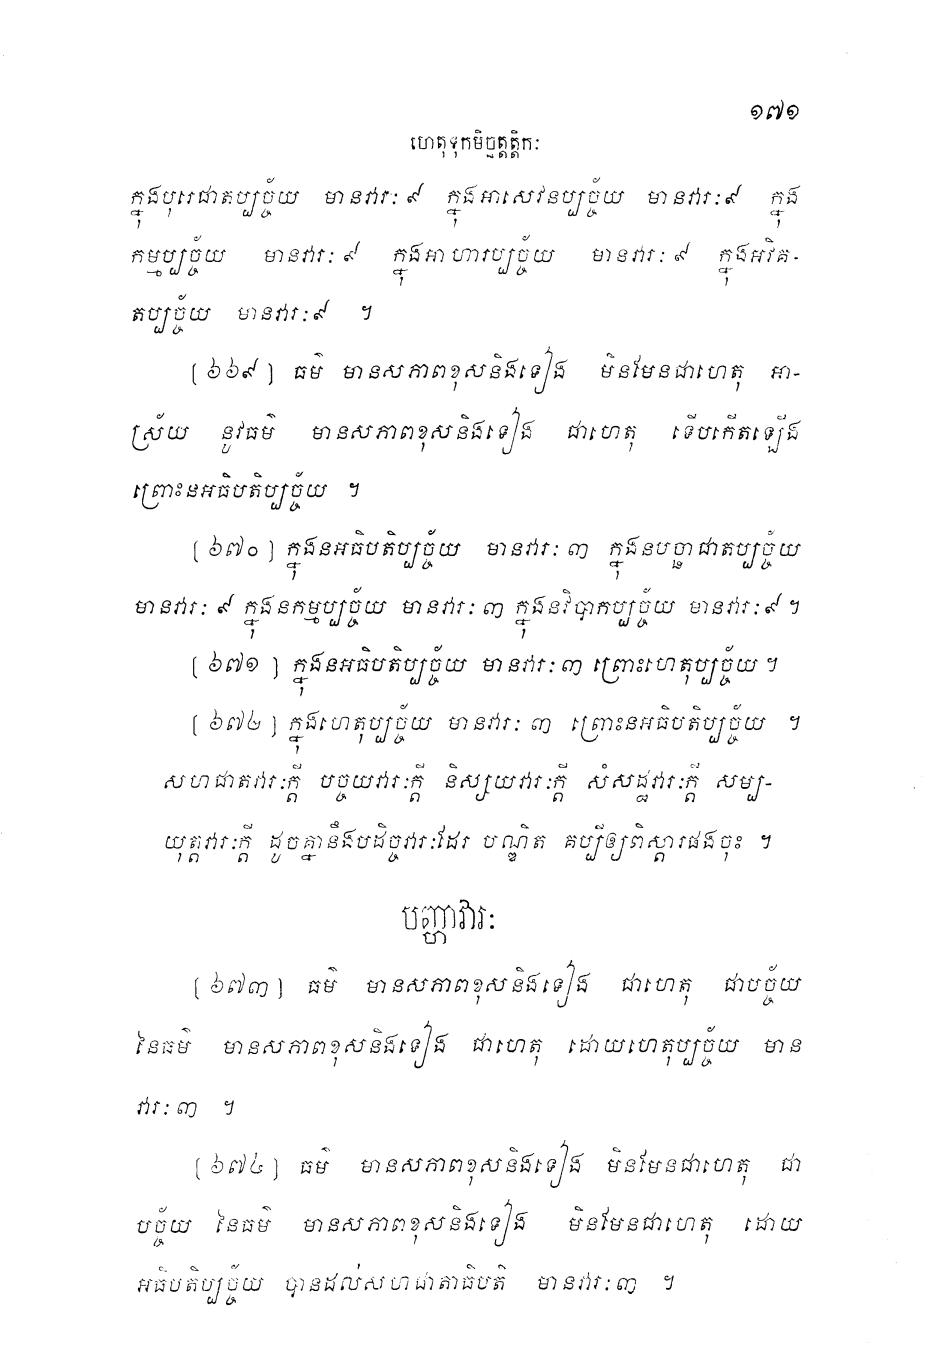 ១៧១
ហេតុទុកមិច្ឆត្តត្តិកៈ
ក្នុងបុរេជាតប្បច្ច័យ មានវារៈ ៩ ក្នុងអាសេវនប្បច្ច័យ មានវារៈ ៩ ក្នុង
កម្មប្បច្ច័យ មានវារៈ ៩ ក្នុងអាហារប្បច្ច័យ មានវារៈ ៩ ក្នុងអវិគ-
តប្បច្ច័យ មានវារៈ ៩ ។
[ ៦៦៩ ] ធម៌ មានសភាពខុសនិងទៀង មិនមែនជាហេតុ អា-
ស្រ័យ នូវធម៌ មានសភាពខុសនិងទៀង ជាហេតុ ទើបកើតឡើង
ព្រោះនអធិបតិប្បច្ច័យ ។
[ ៦៧០ ] ក្នុងនអធិបតិប្បច្ច័យ មានវារៈ ៣ ក្នុងនបច្ឆាជាតប្បច្ច័យ
មានវារៈ ៩ ក្នុងនកម្មប្បច្ច័យ មានវារៈ ៣ ក្នុងនវិបាកប្បច្ច័យ មានវារៈ ៩ ។
[ ៦៧១ ] ក្នុងនអធិបតិប្បច្ច័យ មានវារៈ ៣ ព្រោះហេតុប្បច្ច័យ ។
[ ៦៧២ ] ក្នុងហេតុប្បច្ច័យ មានវារៈ ៣ ព្រោះនអធិបតិប្បច្ច័យ ។
សហជាតវារៈក្តី បច្ចយវារៈក្តី និស្សយវារៈក្តី សំសដ្ឋវារៈក្តី សម្ប-
យុត្តវារៈក្តី ដូចគ្នានឹងបដិច្ចវារៈដែរ បណ្ឌិត គប្បីឲ្យពិស្តារផងចុះ ។
បញ្ហាវារៈ
[ ៦៧៣ ] ធម៌ មានសភាពខុសនិងទៀង ជាហេតុ ជាបច្ច័យ
នៃធម៌ មានសភាពខុសនិងទៀង ជាហេតុ ដោយហេតុប្បច្ច័យ មាន
វារៈ ៣ ។
[ ៦៧៤ ] ធម៌ មានសភាពខុសនិងទៀង មិនមែនជាហេតុ ជា
បច្ច័យ នៃធម៌ មានសភាពខុសនិងទៀង មិនមែនជាហេតុ ដោយ
អធិបតិប្បច្ច័យ បានដល់សហជាតាធិបតិ មានវារៈ ៣ ។